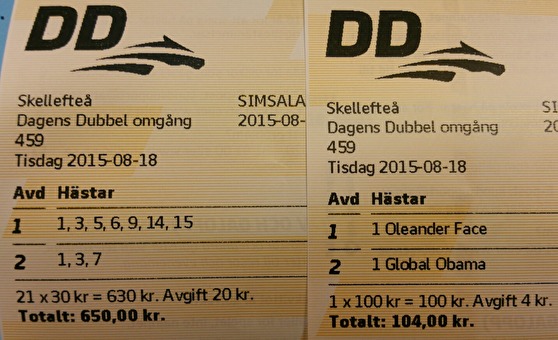 DD
Skellefteå SIMSALA
Dagens Dubbel omgång 2015-08-
459
Tisdag 2015-08-18
Avd Hästar
1 1, 3, 5, 6, 9, 14, 15
2 1, 3, 7
21 x 30 kr = 630 kr. Avgift 20 kr.
Totalt: 650,00 kr.
DD
Skellefteå SI
Dagens Dubbel omgång 20
459
Tisdag 2015-08-18
Avd Hästar
1 1 Oleander Face
2 1 Global Obama
1 x 100 kr = 100 kr. Avgift 4 kr.
Totalt: 104,00 kr.